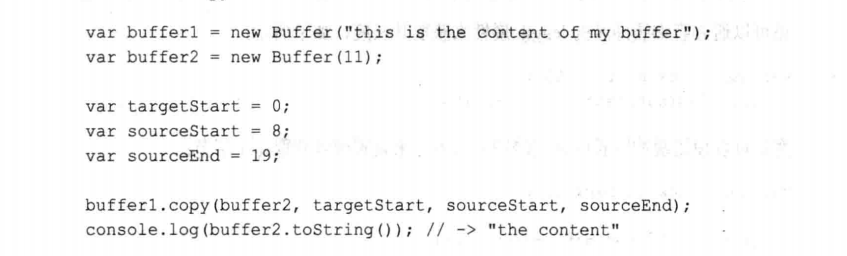 var buffer1 = new Buffer("this is the content of my buffer");
var buffer2 = new Buffer(11);
var targetStart = 0;
var sourceStart = 8;
var sourceEnd = 19;
buffer1.copy(buffer2, targetStart, sourceStart, sourceEnd);
console.log(buffer2.toString()); // -> "the content"